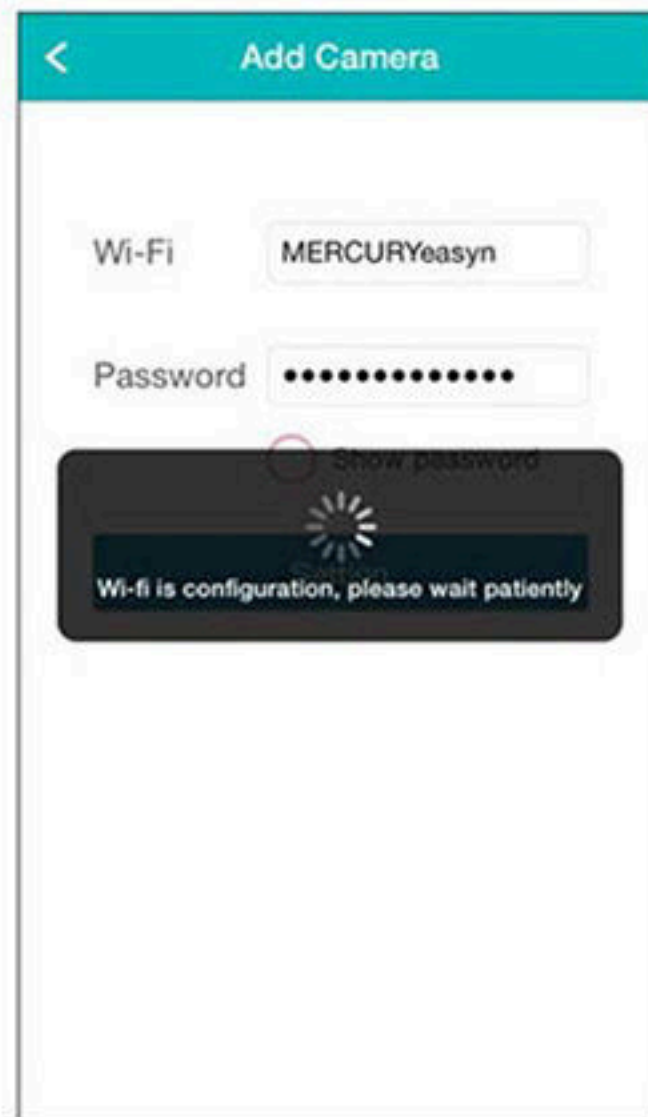 Add Camera
Wi-Fi MERCURYeasyn
Password •••••••••••••
Show password
Wi-fi is configuration, please wait patiently